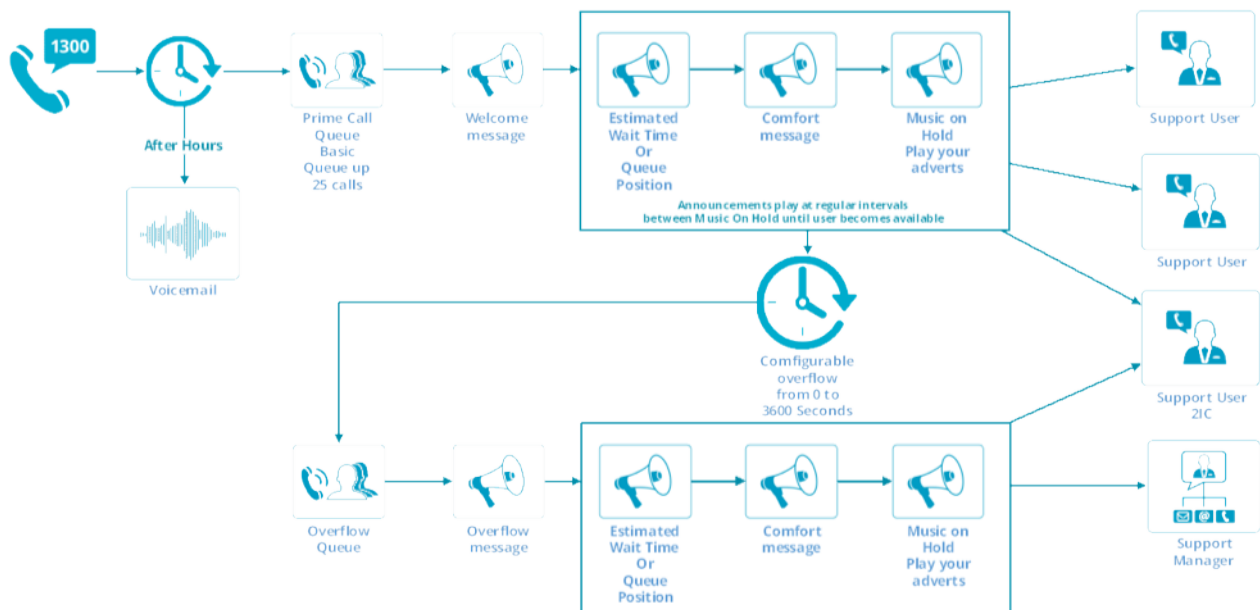 1300
After Hours
Voicemail
Prime Call
Queue
Basic
Queue up
25 calls
Welcome
message
Estimated
Wait Time
Or
Queue
Position
Comfort
message
Music on
Hold
Play your
adverts
Announcements play at regular intervals
between Music On Hold until user becomes available
Support User
Support User
Support User
2IC
Comfigurable
overflow
from 0 to
3600 Seconds
Overflow
Queue
Overflow
message
Estimated
Wait Time
Or
Queue
Position
Comfort
message
Music on
Hold
Play your
adverts
@
Support
Manager